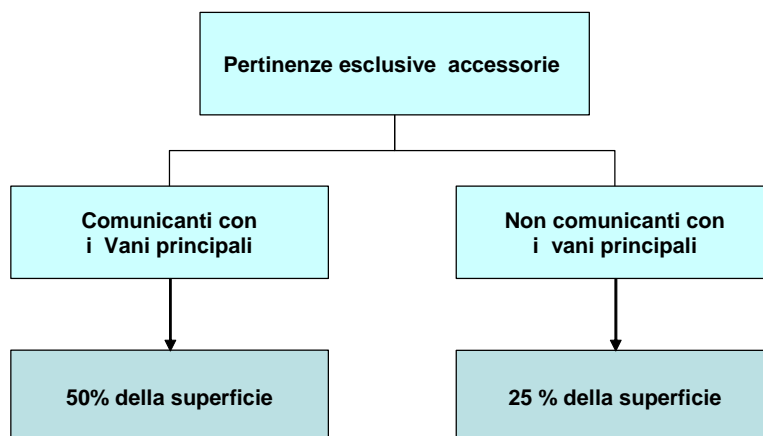 Pertinenze esclusive accessorie
Comunicanti con
i Vani principali
Non comunicanti con
i vani principali
50% della superficie
25 % della superficie